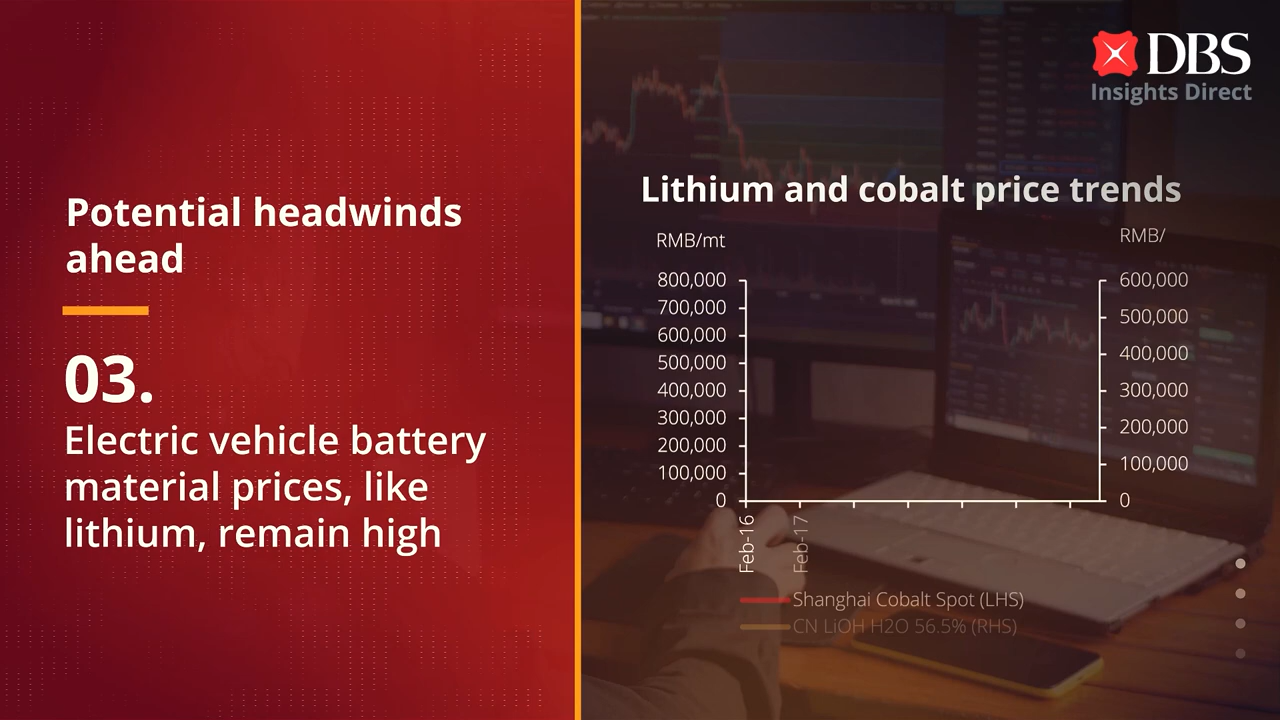 DBS
Insights Direct
Potential headwinds
ahead
03.
Electric vehicle battery
material prices, like
lithium, remain high
Lithium and cobalt price trends
RMB/mt
RMB/
800,000
700,000
600,000
500,000
400,000
300,000
200,000
100,000
0
600,000
500,000
400,000
300,000
200,000
100,000
0
Feb-16
Feb-17
Shanghai Cobalt Spot (LHS)
CN LiOH H2O 56.5% (RHS)